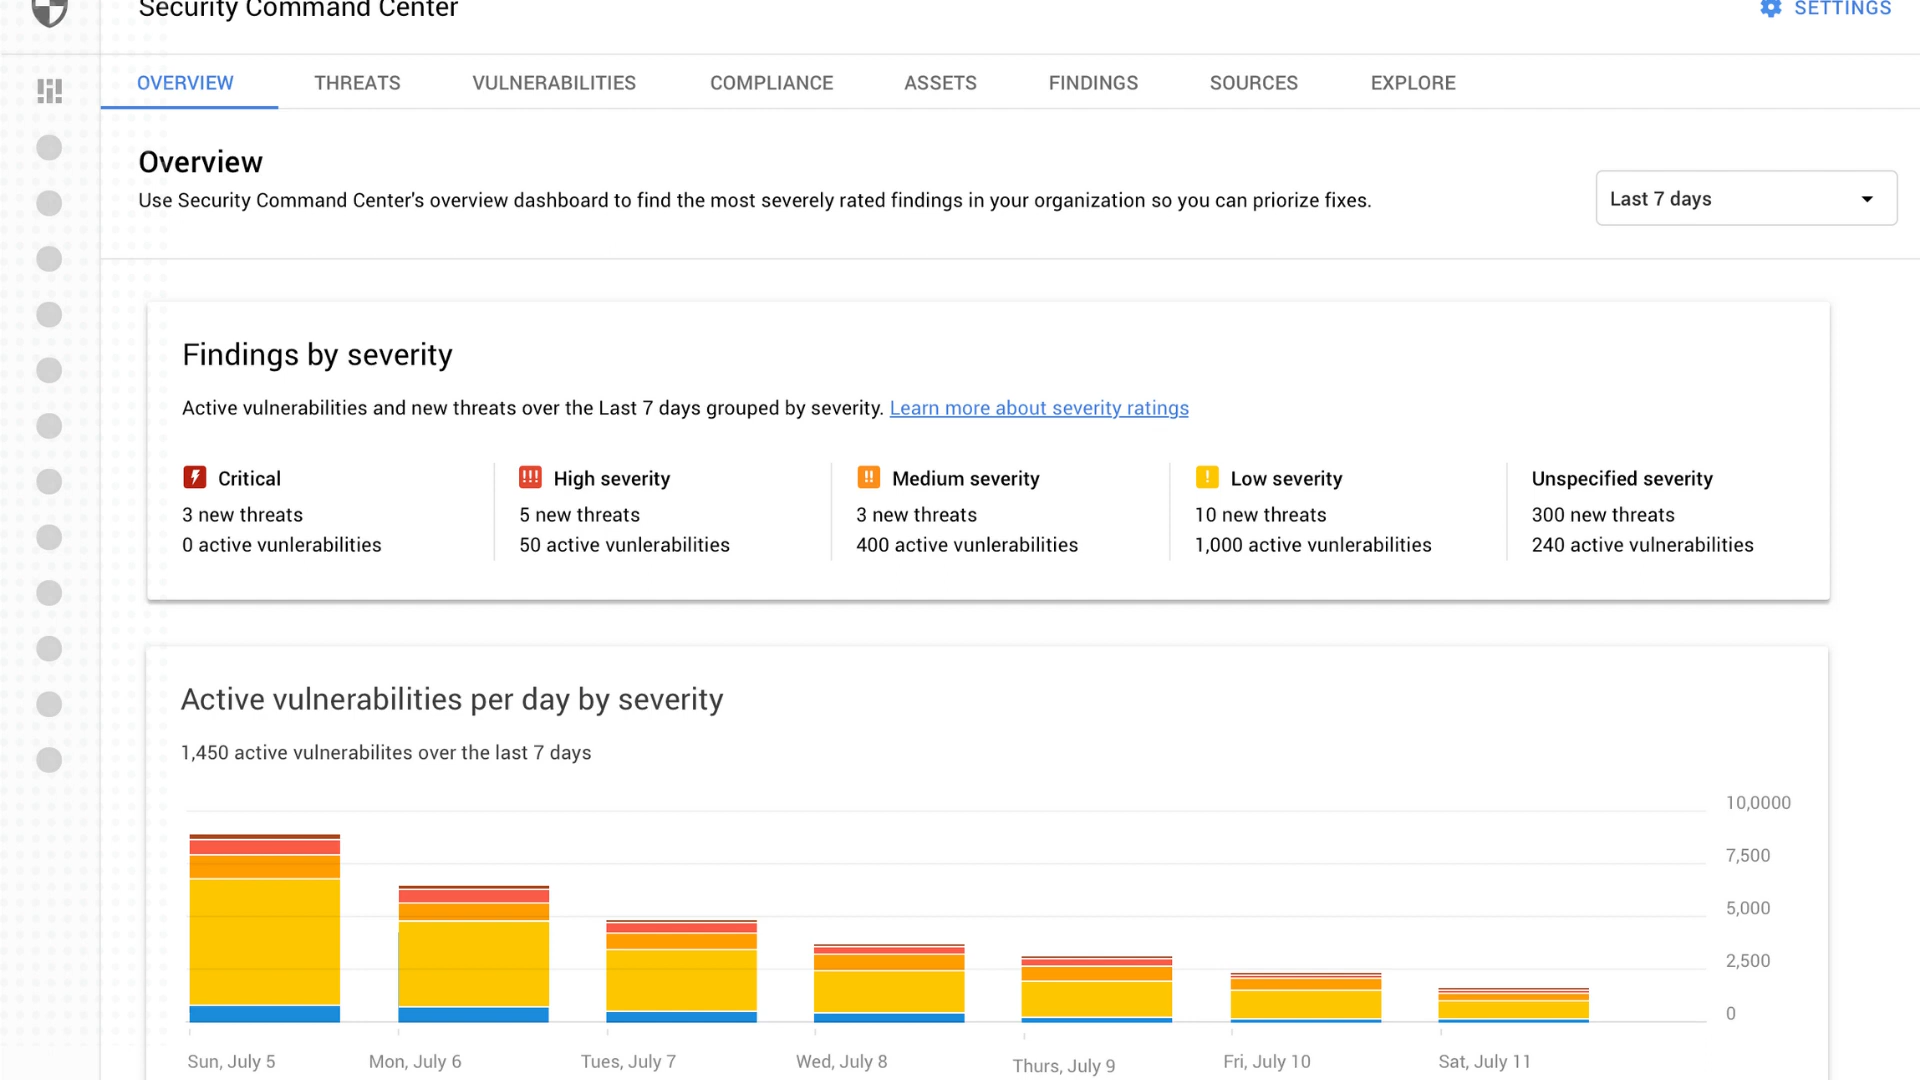 Security Command Center
SETTINGS
OVERVIEW THREATS VULNERABILITIES COMPLIANCE ASSETS FINDINGS SOURCES EXPLORE
Overview
Use Security Command Center's overview dashboard to find the most severely rated findings in your organization so you can priorize fixes.
Last 7 days
Findings by severity
Active vulnerabilities and new threats over the Last 7 days grouped by severity. Learn more about severity ratings
Critical
3 new threats
0 active vunlerabilities
High severity
5 new threats
50 active vunlerabilities
Medium severity
3 new threats
400 active vunlerabilities
Low severity
10 new threats
1,000 active vunlerabilities
Unspecified severity
300 new threats
240 active vulnerabilities
Active vulnerabilities per day by severity
1,450 active vulnerabilites over the last 7 days
10,0000
7,500
5,000
2,500
0
Sun, July 5 Mon, July 6 Tues, July 7 Wed, July 8 Thurs, July 9 Fri, July 10 Sat, July 11